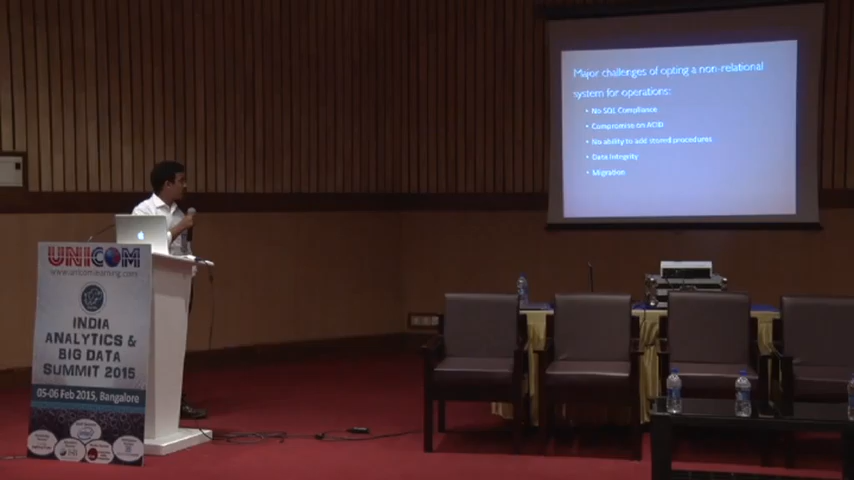 Major challenges of opting a non-relational
system for operations:
• No SQL Compliance
• Compromise on ACID
• No ability to add stored procedures
• Data Integrity
• Migration
UNICOM
www.unicomlearning.com
INDIA
ANALYTICS &
BIG DATA
SUMMIT 2015
05-06 Feb 2015, Bangalore